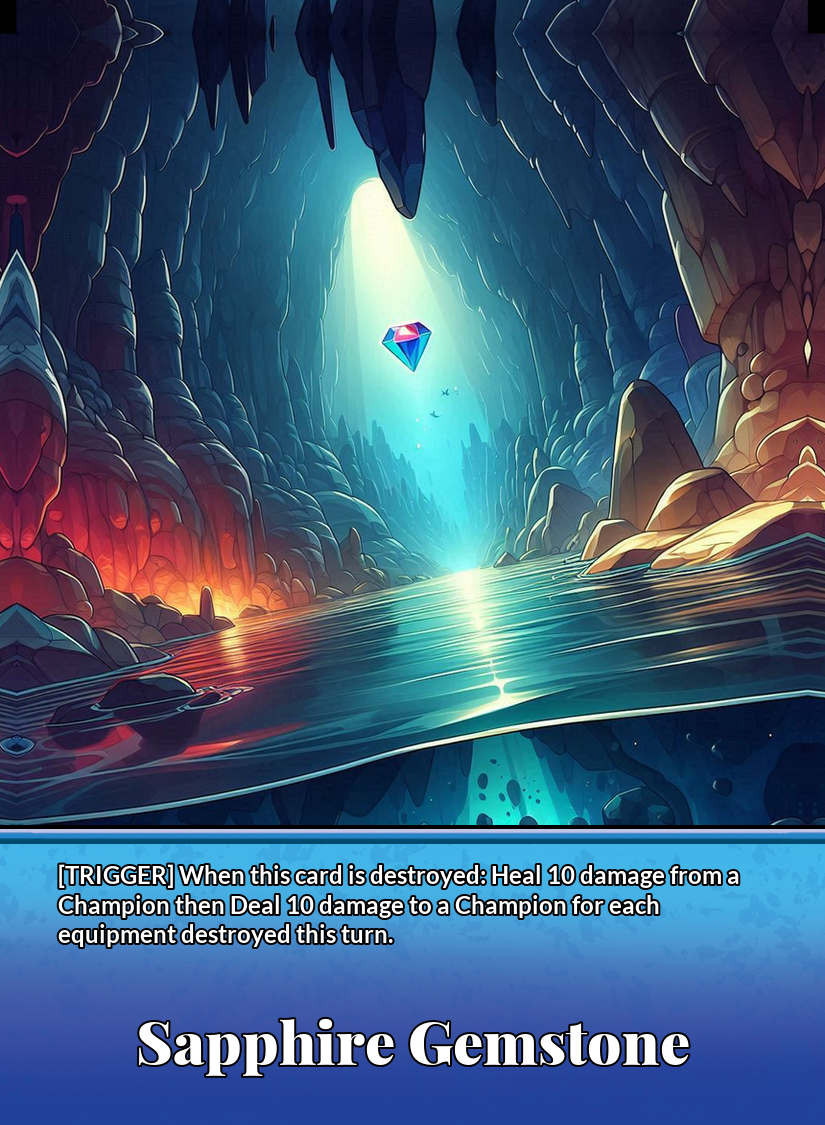 [TRIGGER] When this card is destroyed: Heal 10 damage from a
Champion then Deal 10 damage to a Champion for each
equipment destroyed this turn.
Sapphire Gemstone